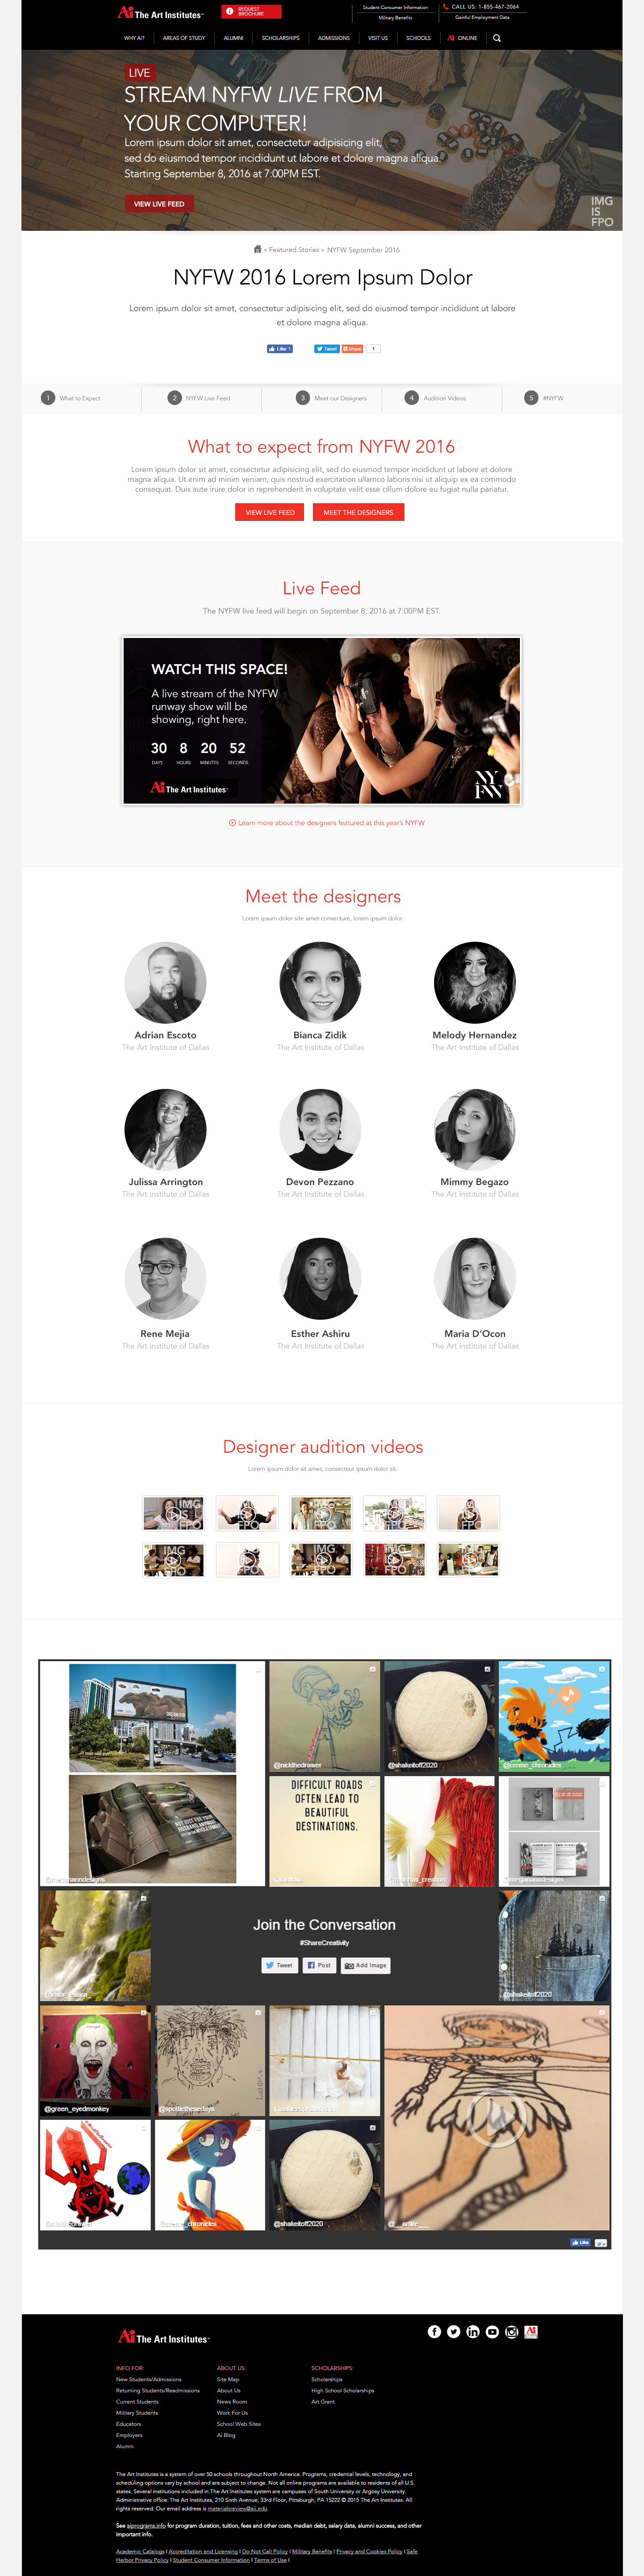 Ai The Art Institutes
REQUEST BROCHURE
Student Consumer Information
Military Benefits
CALL US: 1-855-467-2064
Gainful Employment Data
WHY AI?
AREAS OF STUDY
ALUMNI
SCHOLARSHIPS
ADMISSIONS
VISIT US
SCHOOLS
Ai ONLINE
LIVE
STREAM NYFW LIVE FROM
YOUR COMPUTER!
Lorem ipsum dolor sit amet, consectetur adipisicing elit,
sed do eiusmod tempor incididunt ut labore et dolore magna aliqua.
Starting September 8, 2016 at 7:00PM EST.
VIEW LIVE FEED
IMG
IS
FPO
» Featured Stories » NYFW September 2016
NYFW 2016 Lorem Ipsum Dolor
Lorem ipsum dolor sit amet, consectetur adipisicing elit, sed do eiusmod tempor incididunt ut labore
et dolore magna aliqua.
Like 1
Tweet
Share
1
1 What to Expect
2 NYFW Live Feed
3 Meet our Designers
4 Audition Videos
5 #NYFW
What to expect from NYFW 2016
Lorem ipsum dolor sit amet, consectetur adipisicing elit, sed do eiusmod tempor incididunt ut labore et dolore
magna aliqua. Ut enim ad minim veniam, quis nostrud exercitation ullamco laboris nisi ut aliquip ex ea commodo
consequat. Duis aute irure dolor in reprehenderit in voluptate velit esse cillum dolore eu fugiat nulla pariatur.
VIEW LIVE FEED
MEET THE DESIGNERS
Live Feed
The NYFW live feed will begin on September 8, 2016 at 7:00PM EST.
WATCH THIS SPACE!
A live stream of the NYFW
runway show will be
showing, right here.
30 8 20 52
DAYS HOURS MINUTES SECONDS
Ai The Art Institutes
NY
FW
Learn more about the designers featured at this year's NYFW
Meet the designers
Lorem ipsum dolor site amet consecture, lorem ipsum dolor.
Adrian Escoto
The Art Institute of Dallas
Bianca Zidik
The Art Institute of Dallas
Melody Hernandez
The Art Institute of Dallas
Julissa Arrington
The Art Institute of Dallas
Devon Pezzano
The Art Institute of Dallas
Mimmy Begazo
The Art Institute of Dallas
Rene Mejia
The Art Institute of Dallas
Esther Ashiru
The Art Institute of Dallas
Maria D'Ocon
The Art Institute of Dallas
Designer audition videos
Lorem ipsum dolor sit amet, consecteur ipsum dolor sit.
@nickthedrawer
@shakeitoff2020
@creme_chronicles
DIFFICULT ROADS
OFTEN LEAD TO
BEAUTIFUL
DESTINATIONS.
Join the Conversation
#ShareCreativity
Tweet
Post
Add Image
@shakeitoff2020
@green_eyedmonkey
@spottiethesedays
@shakeitoff2020
Like
Ai The Art Institutes
INFO FOR:
New Students/Admissions
Returning Students/Readmissions
Current Students
Military Students
Educators
Employers
Alumni
ABOUT US:
Site Map
About Us
News Room
Work For Us
School Web Sites
Ai Blog
SCHOLARSHIPS:
Scholarships
High School Scholarships
Art Grant
The Art Institutes is a system of over 50 schools throughout North America. Programs, credential levels, technology, and
scheduling options vary by school and are subject to change. Not all online programs are available to residents of all U.S.
states. Several institutions included in The Art Institutes system are campuses of South University or Argosy University.
Administrative office: The Art Institutes, 210 Sixth Avenue, 33rd Floor, Pittsburgh, PA 15222 © 2015 The Art Institutes. All
rights reserved. Our email address is materialsreview@aii.edu.
See aiprograms.info for program duration, tuition, fees and other costs, median debt, salary data, alumni success, and other
important info.
Academic Catalogs | Accreditation and Licensing | Do Not Call Policy | Military Benefits | Privacy and Cookies Policy | Safe
Harbor Privacy Policy | Student Consumer Information | Terms of Use |